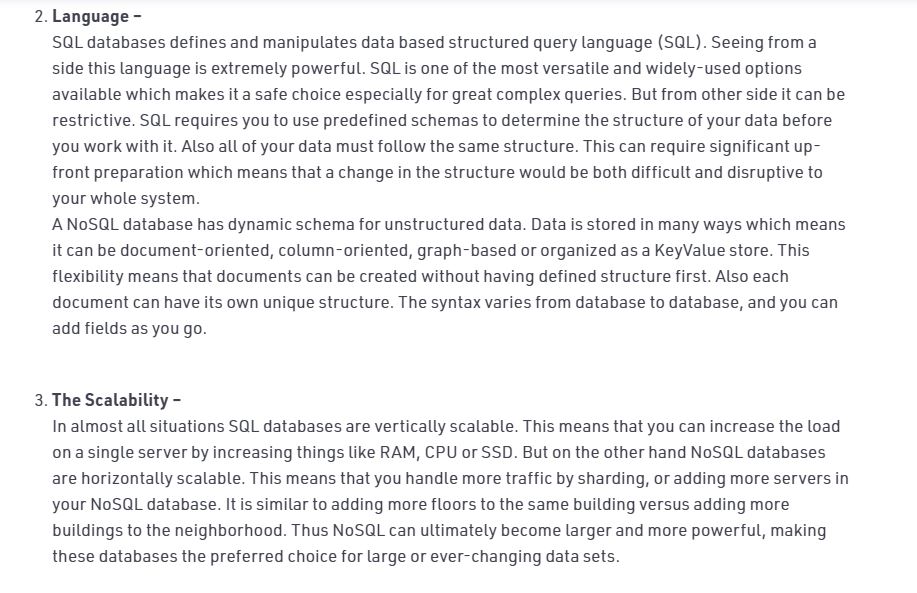 2. Language –
SQL databases defines and manipulates data based structured query language (SQL). Seeing from a
side this language is extremely powerful. SQL is one of the most versatile and widely-used options
available which makes it a safe choice especially for great complex queries. But from other side it can be
restrictive. SQL requires you to use predefined schemas to determine the structure of your data before
you work with it. Also all of your data must follow the same structure. This can require significant up-
front preparation which means that a change in the structure would be both difficult and disruptive to
your whole system.
A NoSQL database has dynamic schema for unstructured data. Data is stored in many ways which means
it can be document-oriented, column-oriented, graph-based or organized as a KeyValue store. This
flexibility means that documents can be created without having defined structure first. Also each
document can have its own unique structure. The syntax varies from database to database, and you can
add fields as you go.
3. The Scalability –
In almost all situations SQL databases are vertically scalable. This means that you can increase the load
on a single server by increasing things like RAM, CPU or SSD. But on the other hand NoSQL databases
are horizontally scalable. This means that you handle more traffic by sharding, or adding more servers in
your NoSQL database. It is similar to adding more floors to the same building versus adding more
buildings to the neighborhood. Thus NoSQL can ultimately become larger and more powerful, making
these databases the preferred choice for large or ever-changing data sets.